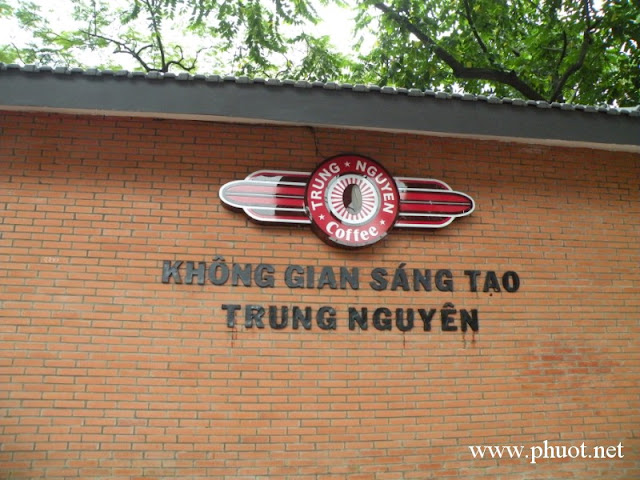 TRUNG ★ NGUYEN
★ Coffee ★
KHÔNG GIAN SÁNG TẠO
TRUNG NGUYÊN
www.phuot.net